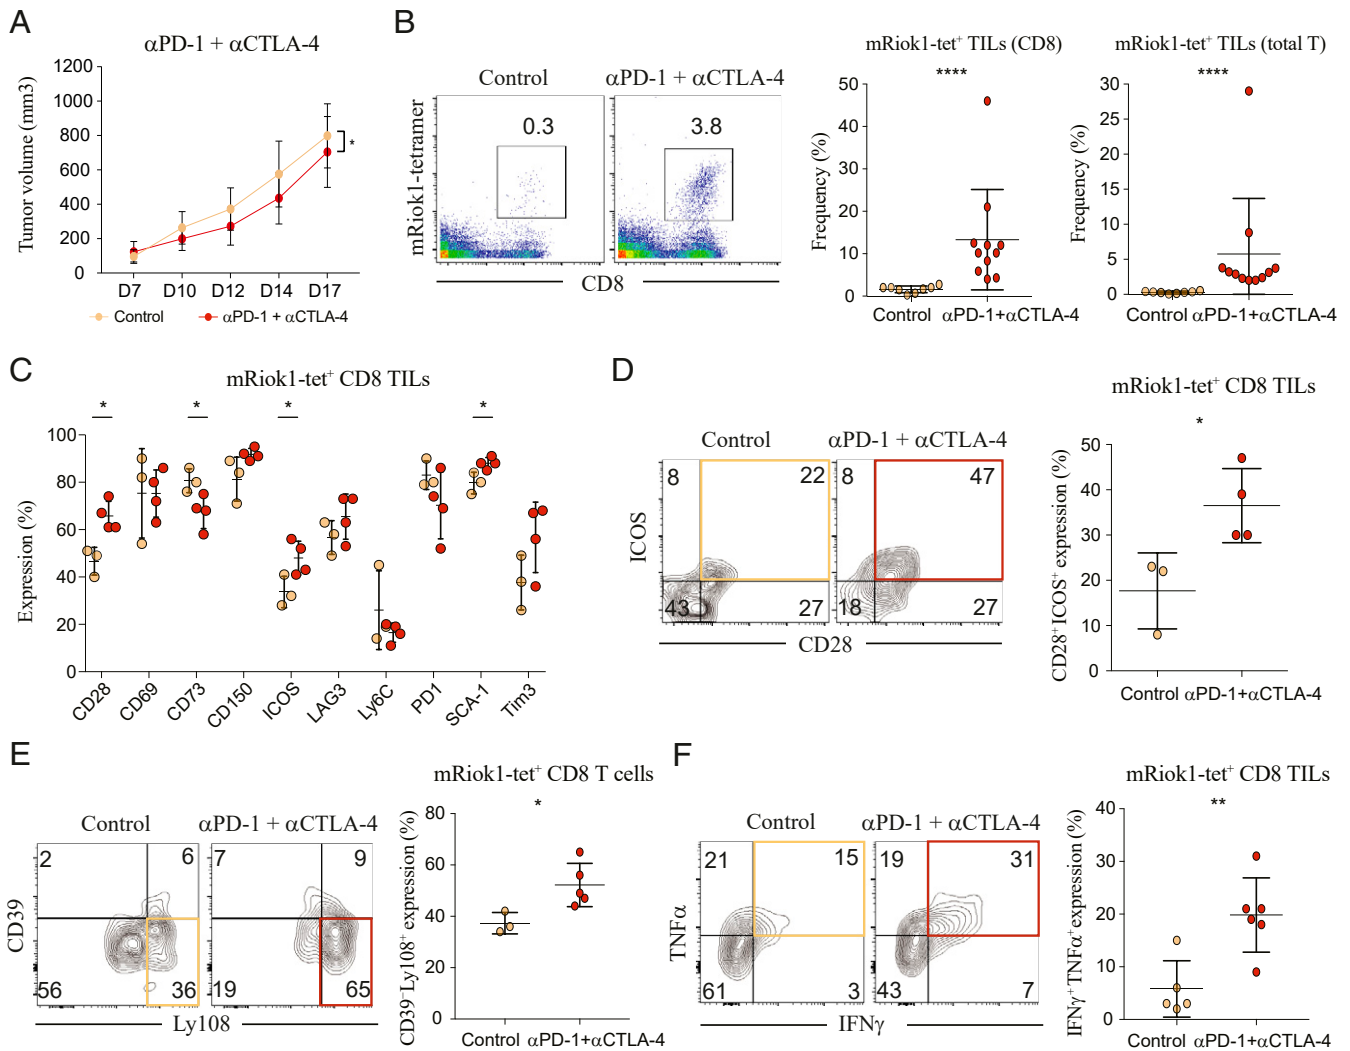 A
αPD-1 + αCTLA-4
Tumor volume (mm3)
1200
1000
800
600
400
200
0
*
D7 D10 D12 D14 D17
Control αPD-1 + αCTLA-4
B
Control αPD-1 + αCTLA-4
mRiok1-tetramer
0.3 3.8
CD8
mRiok1-tet⁺ TILs (CD8)
****
Frequency (%)
50
40
30
20
10
0
Control αPD-1+αCTLA-4
mRiok1-tet⁺ TILs (total T)
****
Frequency (%)
30
25
20
15
10
5
0
Control αPD-1+αCTLA-4
C
mRiok1-tet⁺ CD8 TILs
* * * *
Expression (%)
100
80
60
40
20
0
CD28 CD69 CD73 CD150 ICOS LAG3 Ly6C PD1 SCA-1 Tim3
D
Control αPD-1 + αCTLA-4
ICOS
8 22 8 47
43 27 18 27
CD28
mRiok1-tet⁺ CD8 TILs
*
CD28⁺ICOS⁺ expression (%)
50
40
30
20
10
0
Control αPD-1+αCTLA-4
E
Control αPD-1 + αCTLA-4
CD39
2 6 7 9
56 36 19 65
Ly108
mRiok1-tet⁺ CD8 T cells
*
CD39⁻Ly108⁺ expression (%)
80
60
40
20
0
Control αPD-1+αCTLA-4
F
Control αPD-1 + αCTLA-4
TNFα
21 15 19 31
61 3 43 7
IFNγ
mRiok1-tet⁺ CD8 TILs
**
IFNγ⁺TNFα⁺expression (%)
40
30
20
10
0
Control αPD-1+αCTLA-4